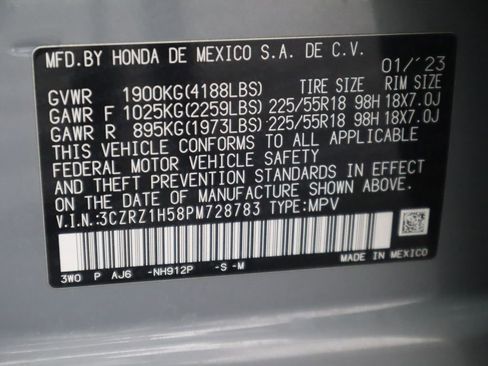 MFD.BY HONDA DE MEXICO S.A. DE C.V.
01/'23
GVWR 1900KG(4188LBS) TIRE SIZE RIM SIZE
GAWR F 1025KG(2259LBS) 225/55R18 98H 18X7.0J
GAWR R 895KG(1973LBS) 225/55R18 98H 18X7.0J
THIS VEHICLE CONFORMS TO ALL APPLICABLE
FEDERAL MOTOR VEHICLE SAFETY
AND THEFT PREVENTION STANDARDS IN EFFECT
ON THE DATE OF MANUFACTURE SHOWN ABOVE.
V.I.N.:3CZRZ1H58PM728783 TYPE:MPV
3W0 P AJ6 -NH912P -S -M